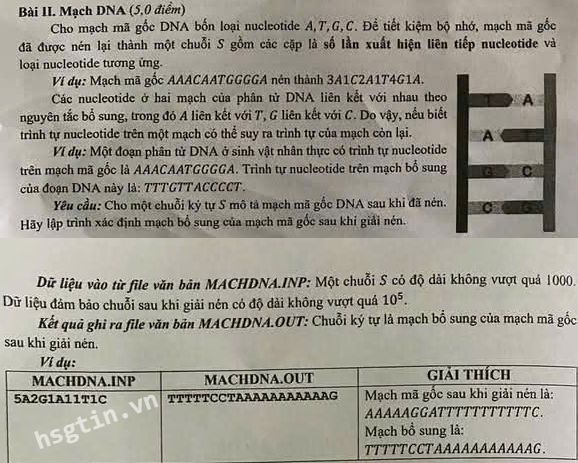 Bài II. Mạch DNA (5,0 điểm)
Cho mạch mã gốc DNA bốn loại nucleotide A, T, G, C. Để tiết kiệm bộ nhớ, mạch mã gốc
đã được nén lại thành một chuỗi S gồm các cặp là số lần xuất hiện liên tiếp nucleotide và
loại nucleotide tương ứng.
Ví dụ: Mạch mã gốc AAACAATGGGGA nén thành 3A1C2A1T4G1A.
Các nucleotide ở hai mạch của phân tử DNA liên kết với nhau theo
nguyên tắc bổ sung, trong đó A liên kết với T, G liên kết với C. Do vậy, nếu biết
trình tự nucleotide trên một mạch có thể suy ra trình tự của mạch còn lại.
Ví dụ: Một đoạn phân tử DNA ở sinh vật nhân thực có trình tự nucleotide
trên mạch mã gốc là AAACAATGGGGA. Trình tự nucleotide trên mạch bổ sung
của đoạn DNA này là: TTTGTTACCCCT.
Yêu cầu: Cho một chuỗi ký tự S mô tả mạch mã gốc DNA sau khi đã nén.
Hãy lập trình xác định mạch bổ sung của mạch mã gốc sau khi giải nén.
T A
A T
G C
C G
Dữ liệu vào từ file văn bản MACHDNA.INP: Một chuỗi S có độ dài không vượt quá 1000.
Dữ liệu đảm bảo chuỗi sau khi giải nén có độ dài không vượt quá 10⁵.
Kết quả ghi ra file văn bản MACHDNA.OUT: Chuỗi ký tự là mạch bổ sung của mạch mã gốc
sau khi giải nén.
Ví dụ:
MACHDNA.INP MACHDNA.OUT GIẢI THÍCH
5A2G1A11T1C TTTTTCCTAAAAAAAAAAAG Mạch mã gốc sau khi giải nén là:
AAAAAGGATTTTTTTTTTTC.
Mạch bổ sung là:
TTTTTCCTAAAAAAAAAAAG.
hsgtin.vn